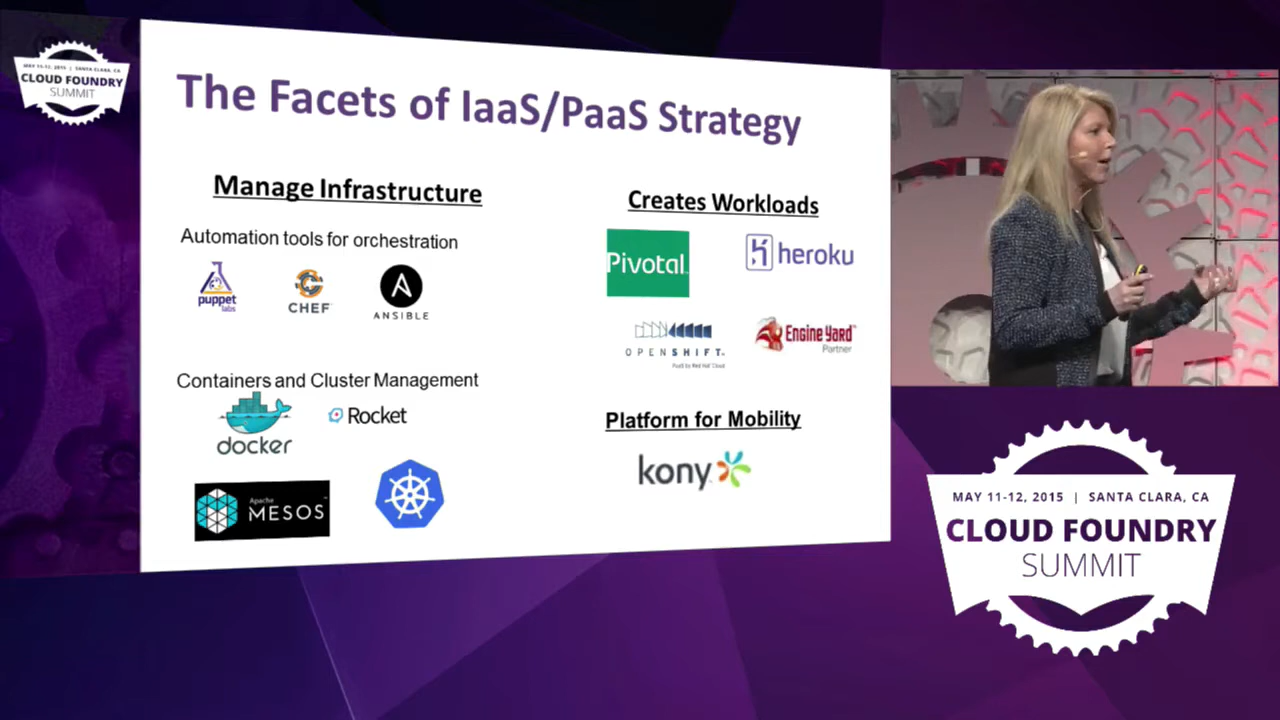 MAY 11-12, 2015 | SANTA CLARA, CA
CLOUD FOUNDRY
SUMMIT
The Facets of IaaS/PaaS Strategy
Manage Infrastructure
Automation tools for orchestration
puppet
labs
CHEF
ANSIBLE
Containers and Cluster Management
docker
Rocket
Apache
MESOS
Creates Workloads
Pivotal
heroku
OPENSHIFT
Engine Yard
Partner
Platform for Mobility
kony
MAY 11-12, 2015 | SANTA CLARA, CA
CLOUD FOUNDRY
SUMMIT